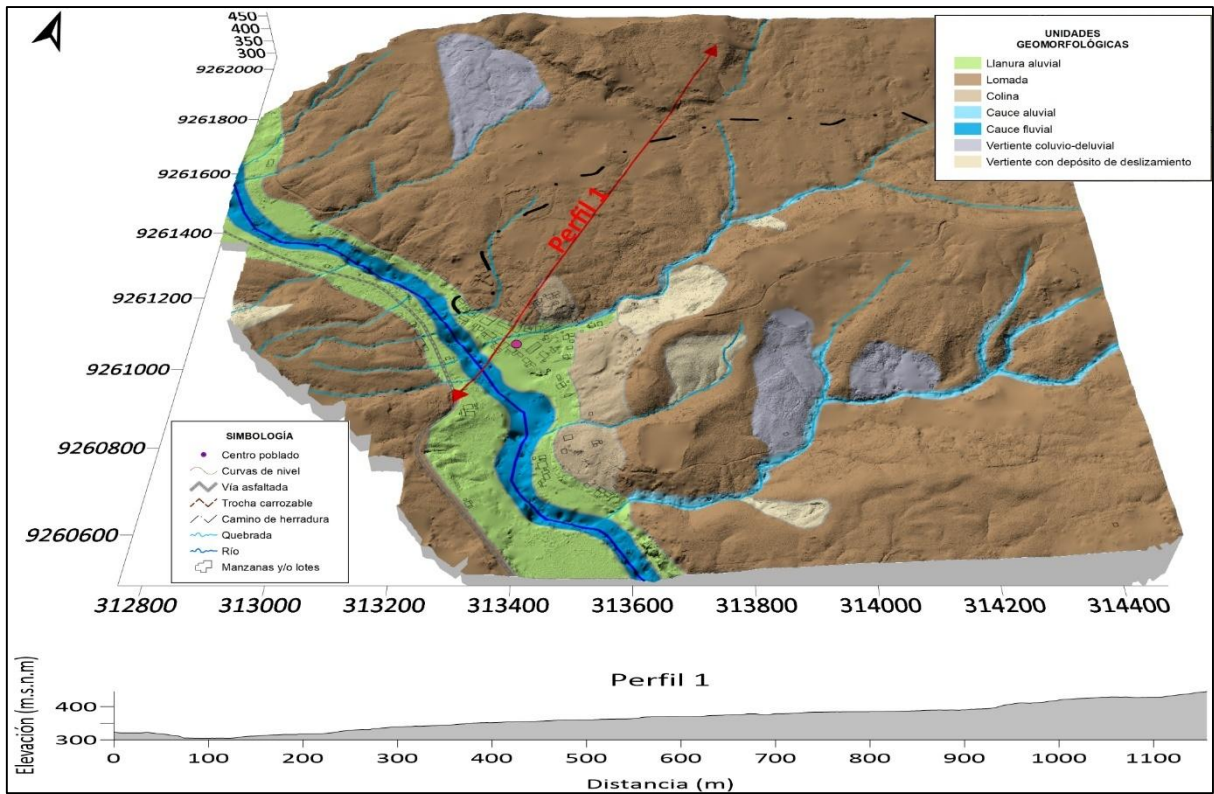 450
400
350
300
9262000
9261800
9261600
9261400
9261200
9261000
9260800
9260600
312800 313000 313200 313400 313600 313800 314000 314200 314400
Perfil 1
UNIDADES
GEOMORFOLÓGICAS
Llanura aluvial
Lomada
Colina
Cauce aluvial
Cauce fluvial
Vertiente coluvio-deluvial
Vertiente con depósito de deslizamiento
SIMBOLOGÍA
Centro poblado
Curvas de nivel
Vía asfaltada
Trocha carrozable
Camino de herradura
Quebrada
Río
Manzanas y/o lotes
Perfil 1
Elevación (m.s.n.m)
400
300
0 100 200 300 400 500 600 700 800 900 1000 1100
Distancia (m)